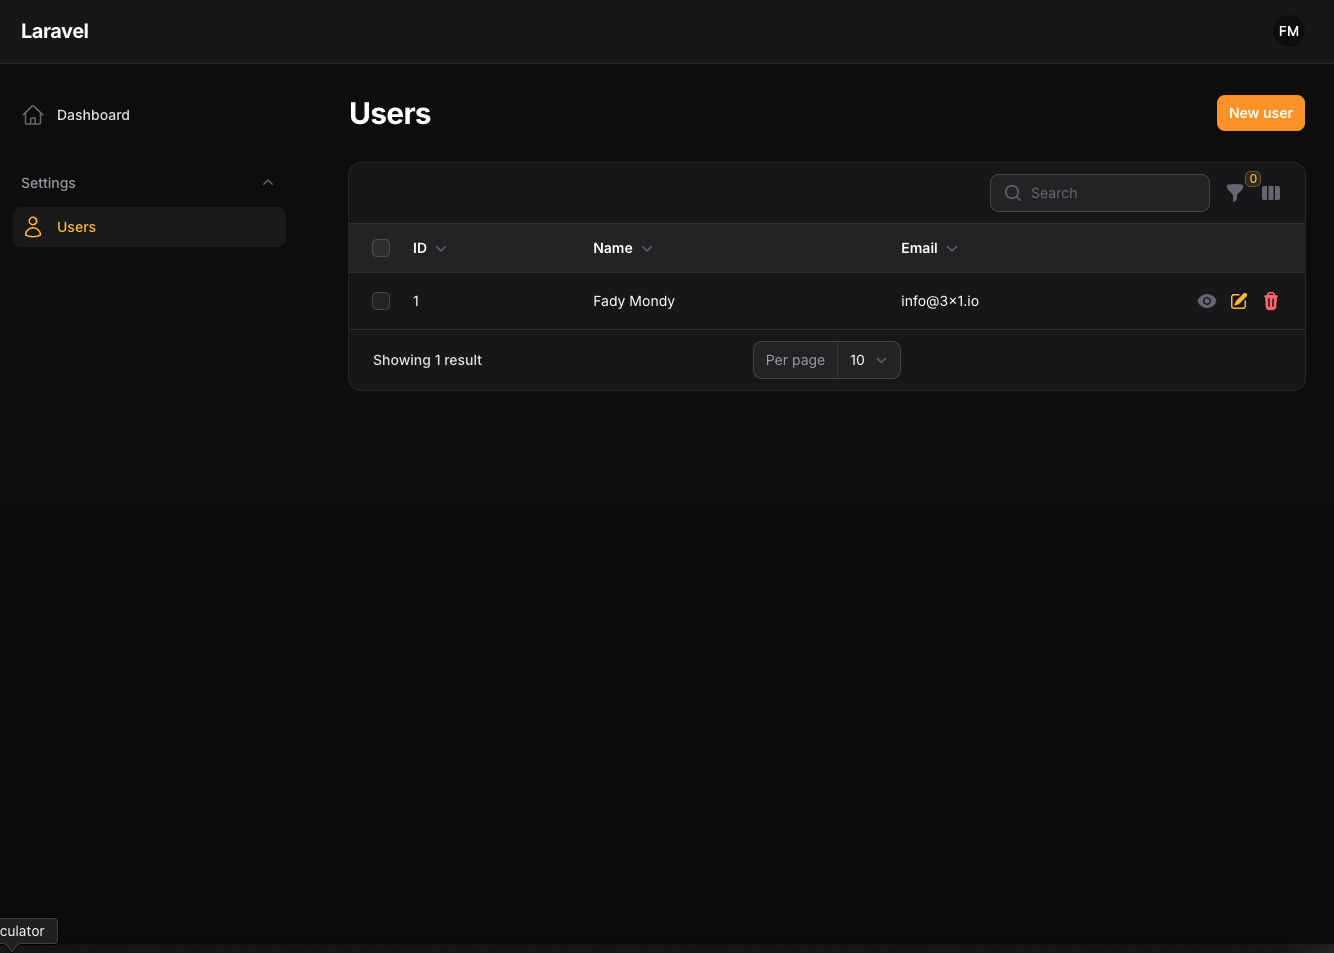 Laravel
FM
Dashboard
Settings
Users
Users
New user
Search
0
ID Name Email
1 Fady Mondy info@3x1.io
Showing 1 result
Per page 10
culator